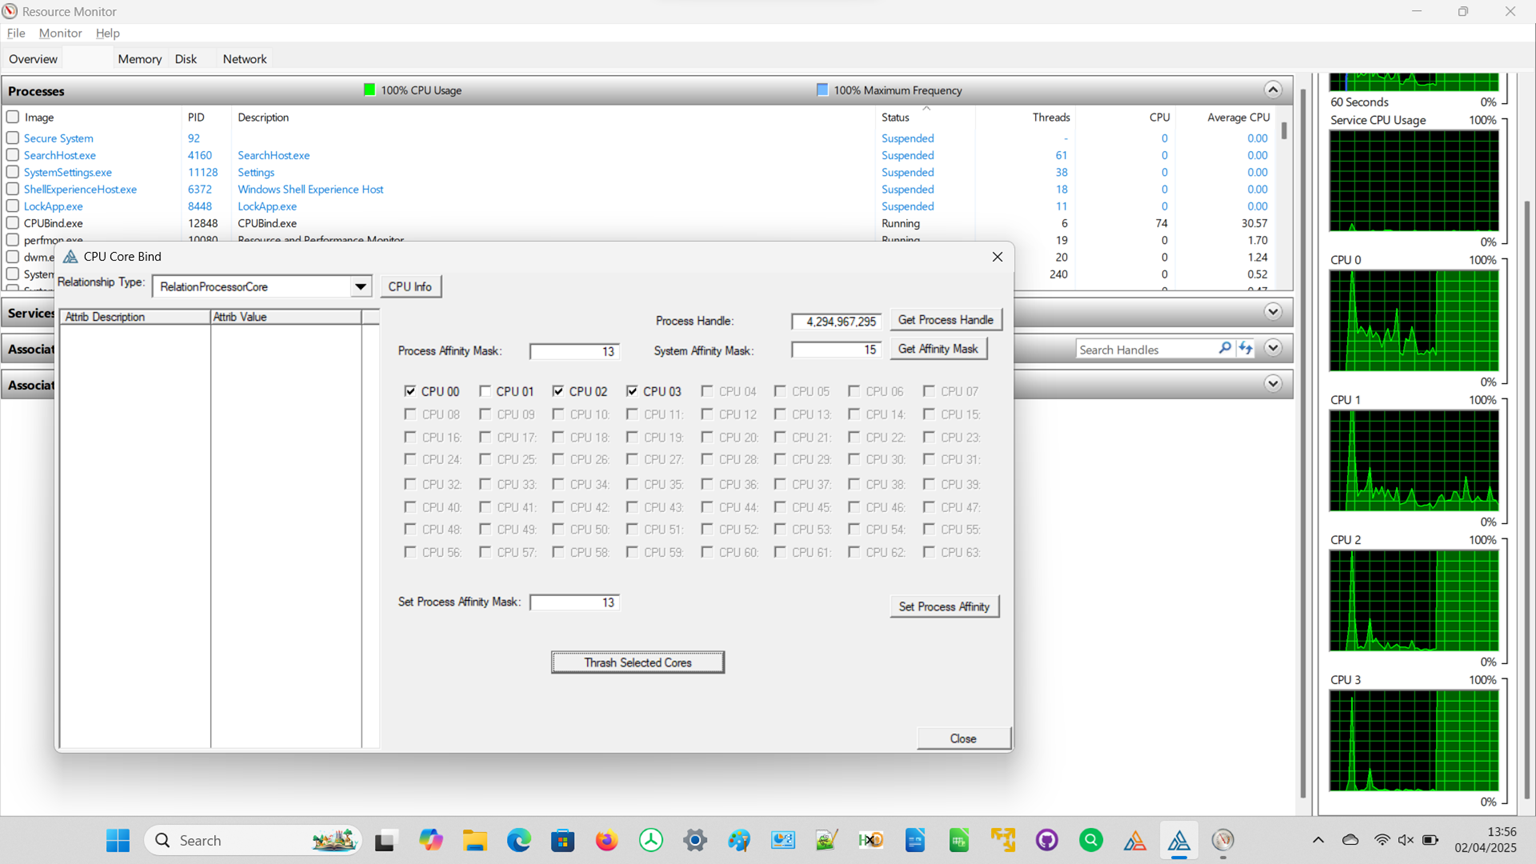 Resource Monitor
File Monitor Help
Overview Memory Disk Network
Processes 100% CPU Usage 100% Maximum Frequency
Image PID Description Status Threads CPU Average CPU
Secure System 92 Suspended - 0 0.00
SearchHost.exe 4160 SearchHost.exe Suspended 61 0 0.00
SystemSettings.exe 11128 Settings Suspended 38 0 0.00
ShellExperienceHost.exe 6372 Windows Shell Experience Host Suspended 18 0 0.00
LockApp.exe 8448 LockApp.exe Suspended 11 0 0.00
CPUBind.exe 12848 CPUBind.exe Running 6 74 30.57
perfmon.exe 10080 Resource and Performance Monitor Running 19 0 1.70
dwm.e 20 0 1.24
System 240 0 0.52
Services
Associat
Search Handles
Associat
CPU Core Bind
Relationship Type: RelationProcessorCore CPU Info
Attrib Description Attrib Value
Process Handle: 4,294,967,295 Get Process Handle
Process Affinity Mask: 13 System Affinity Mask: 15 Get Affinity Mask
CPU 00 CPU 01 CPU 02 CPU 03 CPU 04 CPU 05 CPU 06 CPU 07
CPU 08 CPU 09 CPU 10: CPU 11: CPU 12 CPU 13: CPU 14: CPU 15:
CPU 16: CPU 17: CPU 18: CPU 19: CPU 20: CPU 21: CPU 22: CPU 23:
CPU 24: CPU 25: CPU 26: CPU 27: CPU 28: CPU 29: CPU 30: CPU 31:
CPU 32: CPU 33: CPU 34: CPU 35: CPU 36: CPU 37: CPU 38: CPU 39:
CPU 40: CPU 41: CPU 42: CPU 43: CPU 44: CPU 45: CPU 46: CPU 47:
CPU 48: CPU 49: CPU 50: CPU 51: CPU 52: CPU 53: CPU 54: CPU 55:
CPU 56: CPU 57: CPU 58: CPU 59: CPU 60: CPU 61: CPU 62: CPU 63:
Set Process Affinity Mask: 13 Set Process Affinity
Thrash Selected Cores
Close
60 Seconds 0%
Service CPU Usage 100%
0%
CPU 0 100%
0%
CPU 1 100%
0%
CPU 2 100%
0%
CPU 3 100%
0%
Search
13:56
02/04/2025